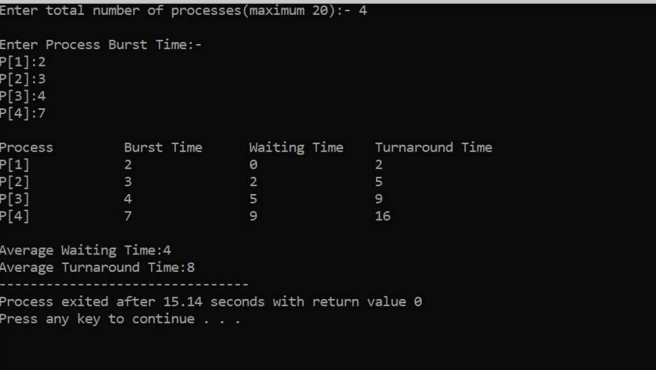 Enter total number of processes(maximum 20):- 4
Enter Process Burst Time:-
P[1]:2
P[2]:3
P[3]:4
P[4]:7
Process Burst Time Waiting Time Turnaround Time
P[1] 2 0 2
P[2] 3 2 5
P[3] 4 5 9
P[4] 7 9 16
Average Waiting Time:4
Average Turnaround Time:8
--------------------------------
Process exited after 15.14 seconds with return value 0
Press any key to continue . . .